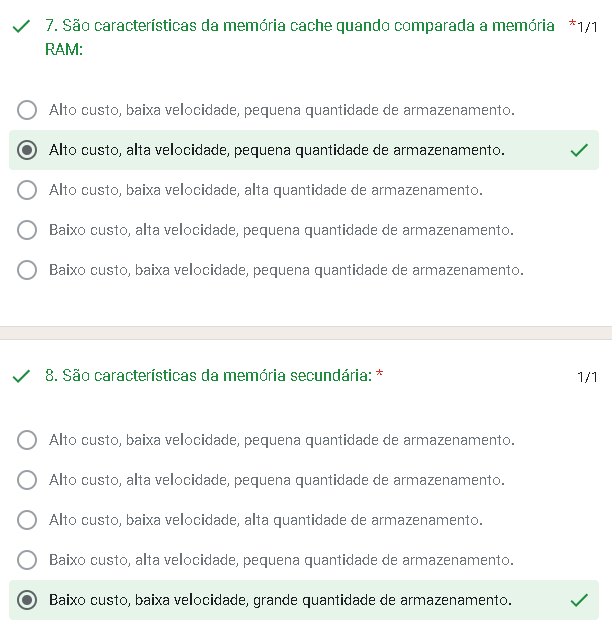 7. São características da memória cache quando comparada a memória * 1/1
RAM:
Alto custo, baixa velocidade, pequena quantidade de armazenamento.
Alto custo, alta velocidade, pequena quantidade de armazenamento.
Alto custo, baixa velocidade, alta quantidade de armazenamento.
Baixo custo, alta velocidade, pequena quantidade de armazenamento.
Baixo custo, baixa velocidade, pequena quantidade de armazenamento.
8. São características da memória secundária: * 1/1
Alto custo, baixa velocidade, pequena quantidade de armazenamento.
Alto custo, alta velocidade, pequena quantidade de armazenamento.
Alto custo, baixa velocidade, alta quantidade de armazenamento.
Baixo custo, alta velocidade, pequena quantidade de armazenamento.
Baixo custo, baixa velocidade, grande quantidade de armazenamento.